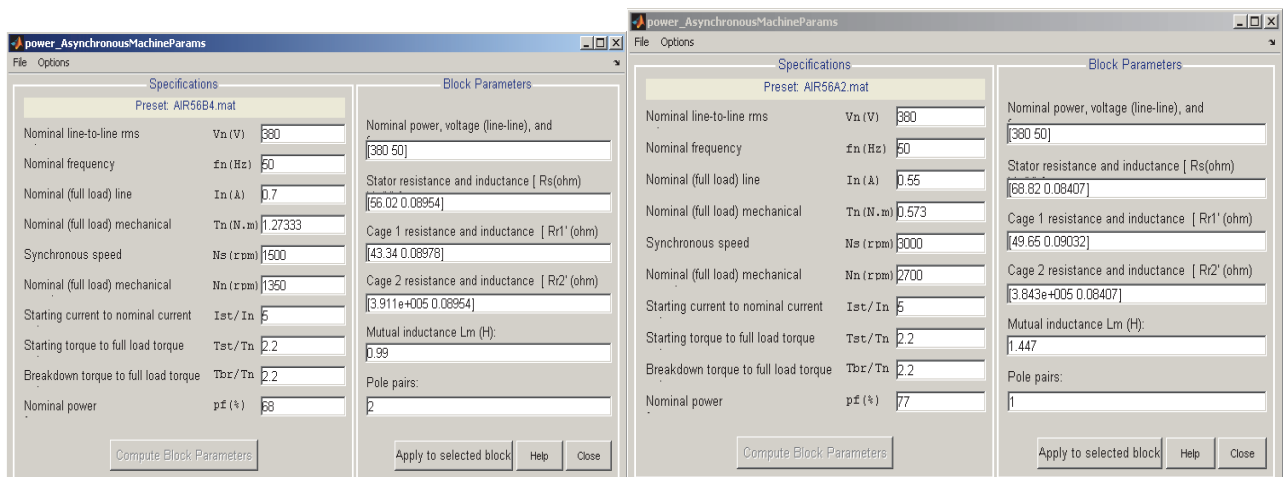 power_AsynchronousMachineParams
File Options
Specifications
Preset: AIR56B4.mat
Nominal line-to-line rms Vn(V) 380
Nominal frequency fn(Hz) 50
Nominal (full load) line In(A) 0.7
Nominal (full load) mechanical Tn(N.m) 1.27333
Synchronous speed Ns(rpm) 1500
Nominal (full load) mechanical Nn(rpm) 1350
Starting current to nominal current Ist/In 5
Starting torque to full load torque Tst/Tn 2.2
Breakdown torque to full load torque Tbr/Tn 2.2
Nominal power pf(%) 68
Compute Block Parameters
Block Parameters
Nominal power, voltage (line-line), and
[380 50]
Stator resistance and inductance [ Rs(ohm)
[56.02 0.08954]
Cage 1 resistance and inductance [ Rr1' (ohm)
[43.34 0.08978]
Cage 2 resistance and inductance [ Rr2' (ohm)
[3.911e+005 0.08954]
Mutual inductance Lm (H):
0.99
Pole pairs:
2
Apply to selected block Help Close
power_AsynchronousMachineParams
File Options
Specifications
Preset: AIR56A2.mat
Nominal line-to-line rms Vn(V) 380
Nominal frequency fn(Hz) 50
Nominal (full load) line In(A) 0.55
Nominal (full load) mechanical Tn(N.m) 0.573
Synchronous speed Ns(rpm) 3000
Nominal (full load) mechanical Nn(rpm) 2700
Starting current to nominal current Ist/In 5
Starting torque to full load torque Tst/Tn 2.2
Breakdown torque to full load torque Tbr/Tn 2.2
Nominal power pf(%) 77
Compute Block Parameters
Block Parameters
Nominal power, voltage (line-line), and
[380 50]
Stator resistance and inductance [ Rs(ohm)
[68.82 0.08407]
Cage 1 resistance and inductance [ Rr1' (ohm)
[49.65 0.09032]
Cage 2 resistance and inductance [ Rr2' (ohm)
[3.843e+005 0.08407]
Mutual inductance Lm (H):
1.447
Pole pairs:
1
Apply to selected block Help Close